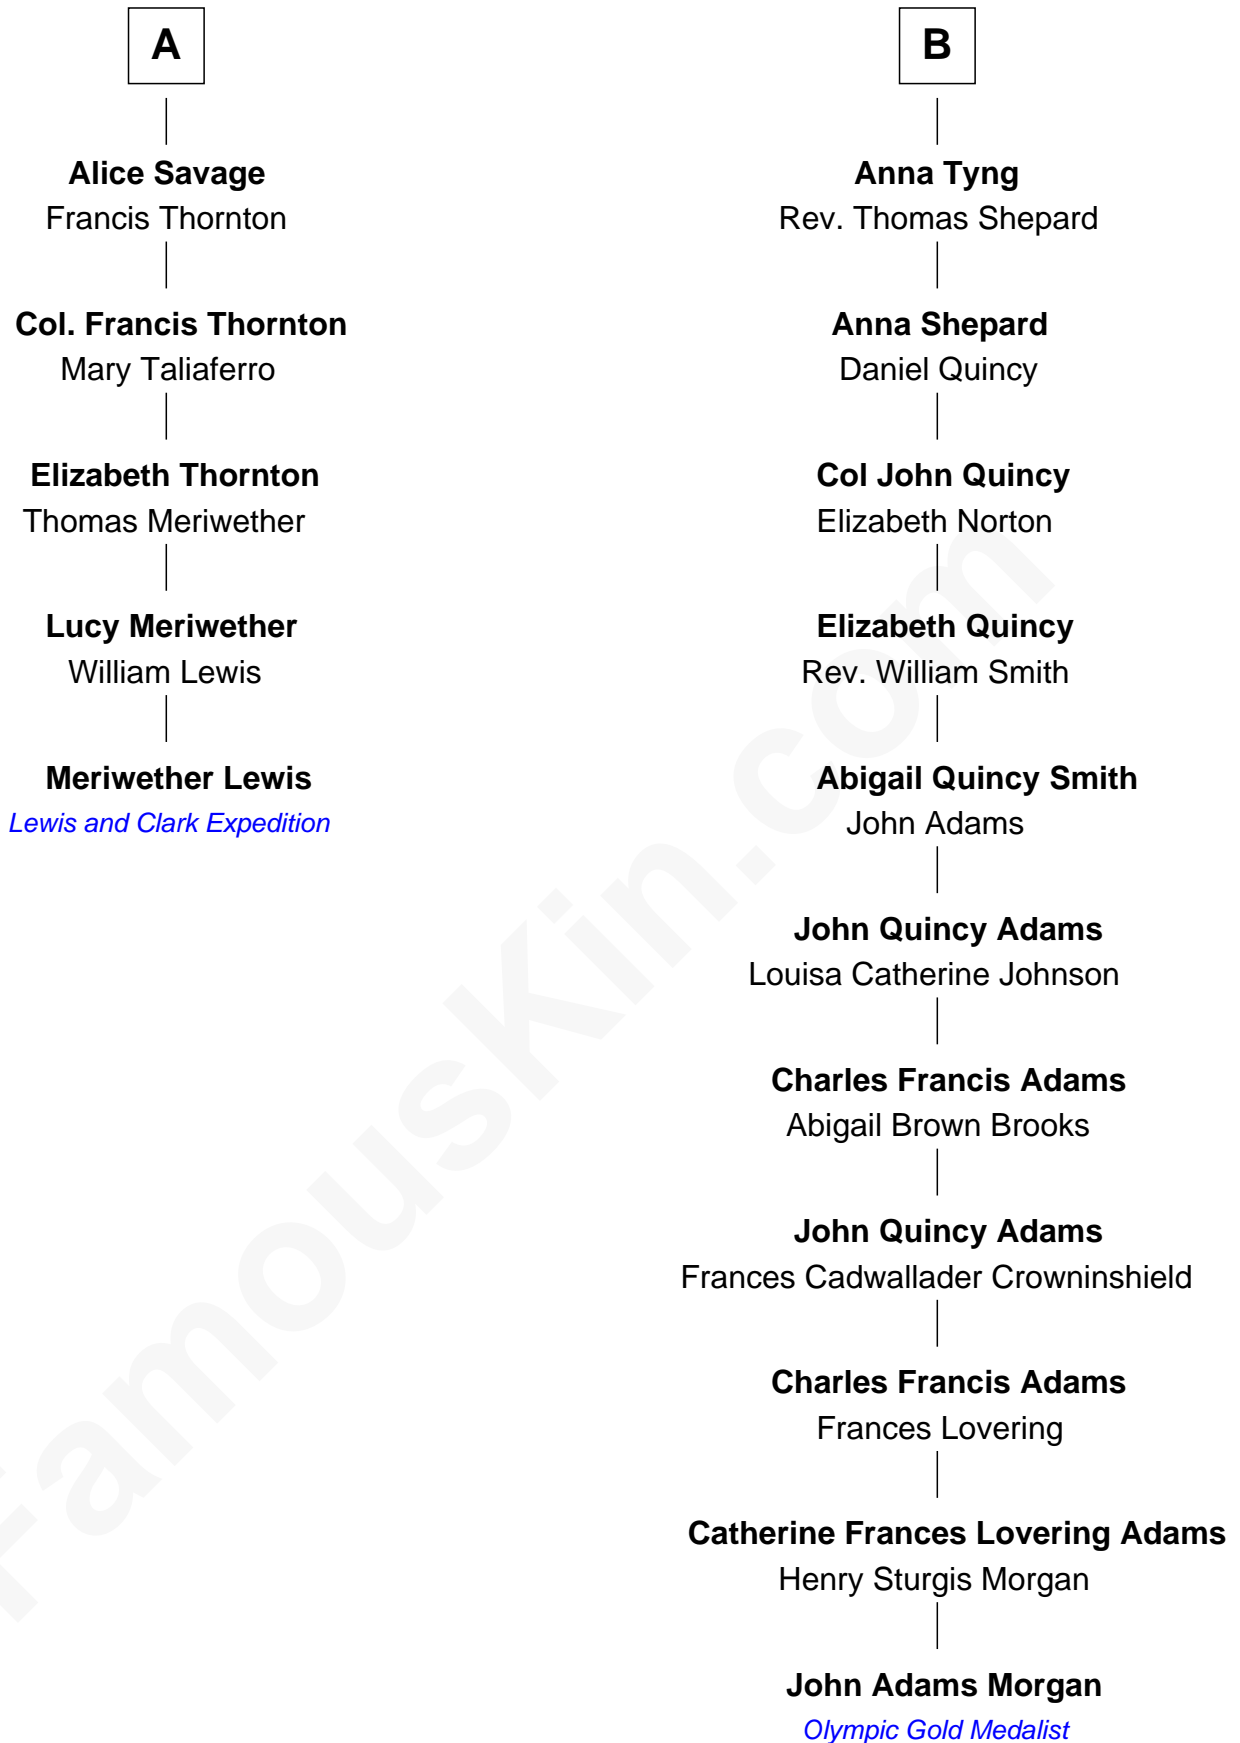 A
Alice Savage
Francis Thornton
Col. Francis Thornton
Mary Taliaferro
Elizabeth Thornton
Thomas Meriwether
Lucy Meriwether
William Lewis
Meriwether Lewis
Lewis and Clark Expedition
B
Anna Tyng
Rev. Thomas Shepard
Anna Shepard
Daniel Quincy
Col John Quincy
Elizabeth Norton
Elizabeth Quincy
Rev. William Smith
Abigail Quincy Smith
John Adams
John Quincy Adams
Louisa Catherine Johnson
Charles Francis Adams
Abigail Brown Brooks
John Quincy Adams
Frances Cadwallader Crowninshield
Charles Francis Adams
Frances Lovering
Catherine Frances Lovering Adams
Henry Sturgis Morgan
John Adams Morgan
Olympic Gold Medalist
FamousKin.com